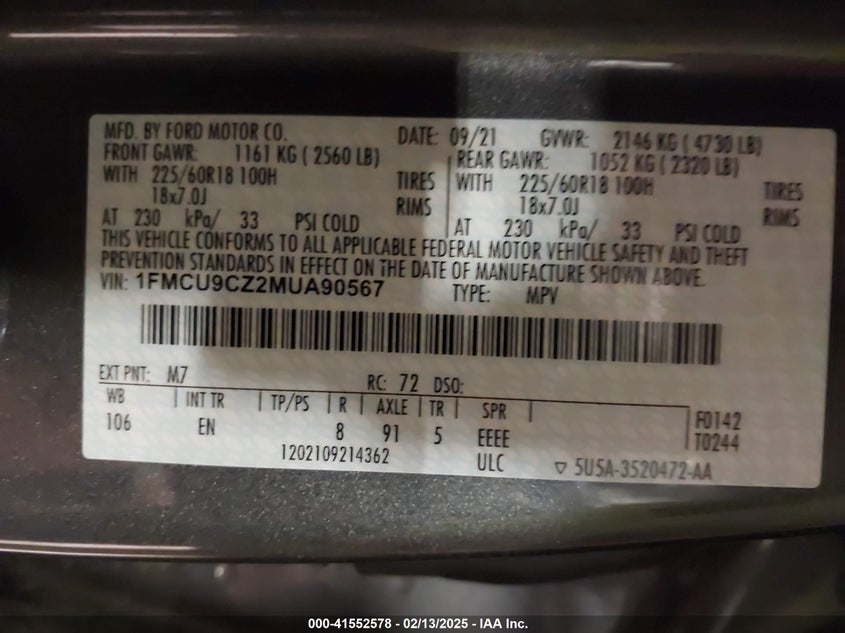 MFD. BY FORD MOTOR CO. DATE: 09/21 GVWR: 2146 KG ( 4730 LB)
FRONT GAWR: 1161 KG ( 2560 LB) REAR GAWR: 1052 KG ( 2320 LB)
WITH 225/60R18 100H TIRES WITH 225/60R18 100H TIRES
18x7.0J RIMS 18x7.0J RIMS
AT 230 kPa/ 33 PSI COLD AT 230 kPa/ 33 PSI COLD
THIS VEHICLE CONFORMS TO ALL APPLICABLE FEDERAL MOTOR VEHICLE SAFETY AND THEFT
PREVENTION STANDARDS IN EFFECT ON THE DATE OF MANUFACTURE SHOWN ABOVE.
VIN: 1FMCU9CZ2MUA90567 TYPE: MPV
EXT PNT: M7 RC: 72 DSO:
WB INT TR TP/PS R AXLE TR SPR F0142
106 EN 8 91 5 EEEE T0244
1202109214362 ULC ▽ 5U5A-3520472-AA
000-41552578 - 02/13/2025 - IAA Inc.